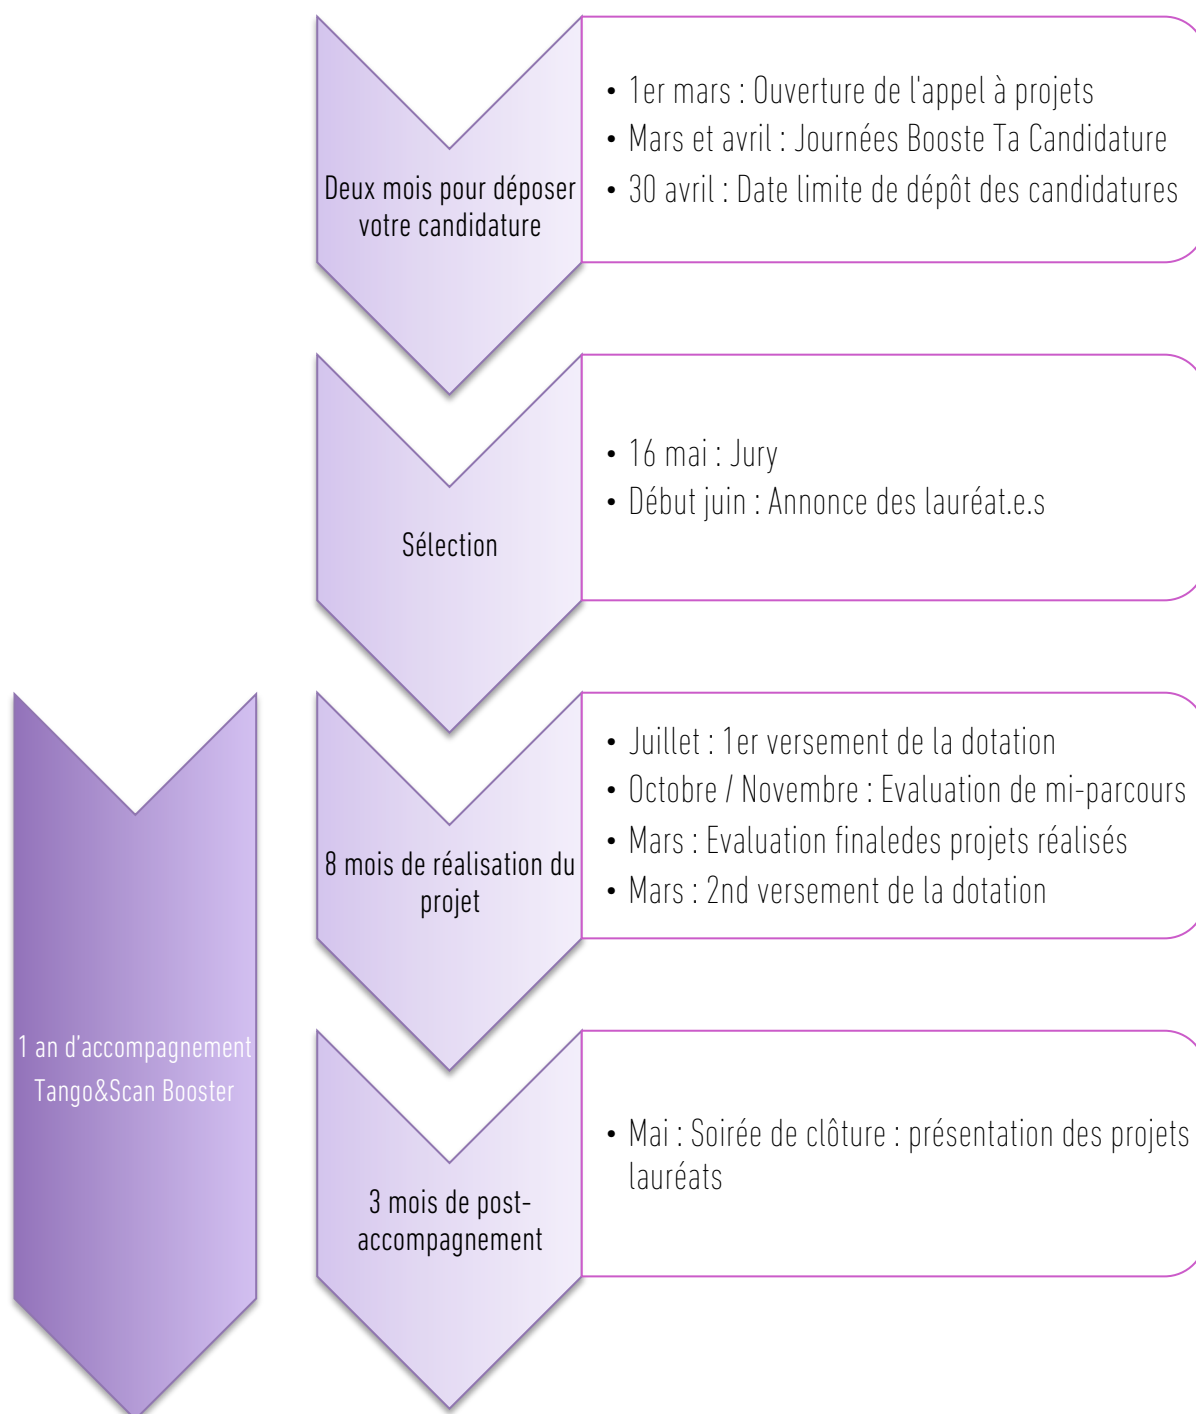 Deux mois pour déposer
votre candidature
• 1er mars : Ouverture de l'appel à projets
• Mars et avril : Journées Booste Ta Candidature
• 30 avril : Date limite de dépôt des candidatures
Sélection
• 16 mai : Jury
• Début juin : Annonce des lauréat.e.s
1 an d'accompagnement
Tango&Scan Booster
8 mois de réalisation du
projet
• Juillet : 1er versement de la dotation
• Octobre / Novembre : Evaluation de mi-parcours
• Mars : Evaluation finaledes projets réalisés
• Mars : 2nd versement de la dotation
3 mois de post-
accompagnement
• Mai : Soirée de clôture : présentation des projets
lauréats